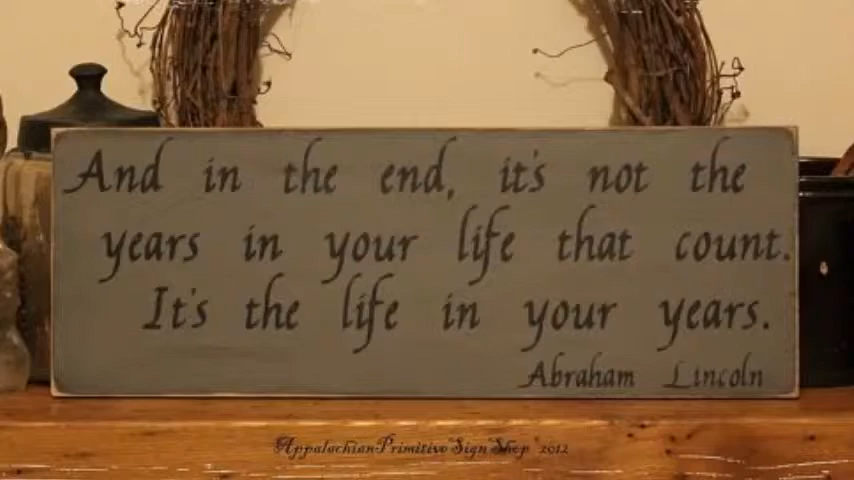 And in the end, it's not the
years in your life that count.
It's the life in your years.
Abraham Lincoln
AppalachianPrimitiveSignShop 2012